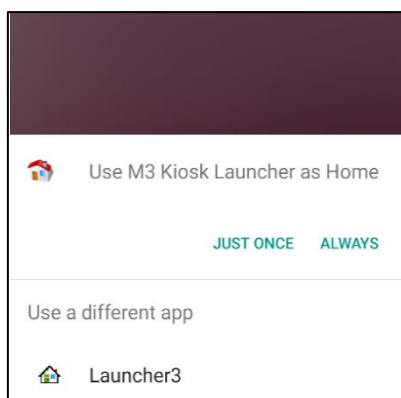 Use M3 Kiosk Launcher as Home
JUST ONCE ALWAYS
Use a different app
Launcher3